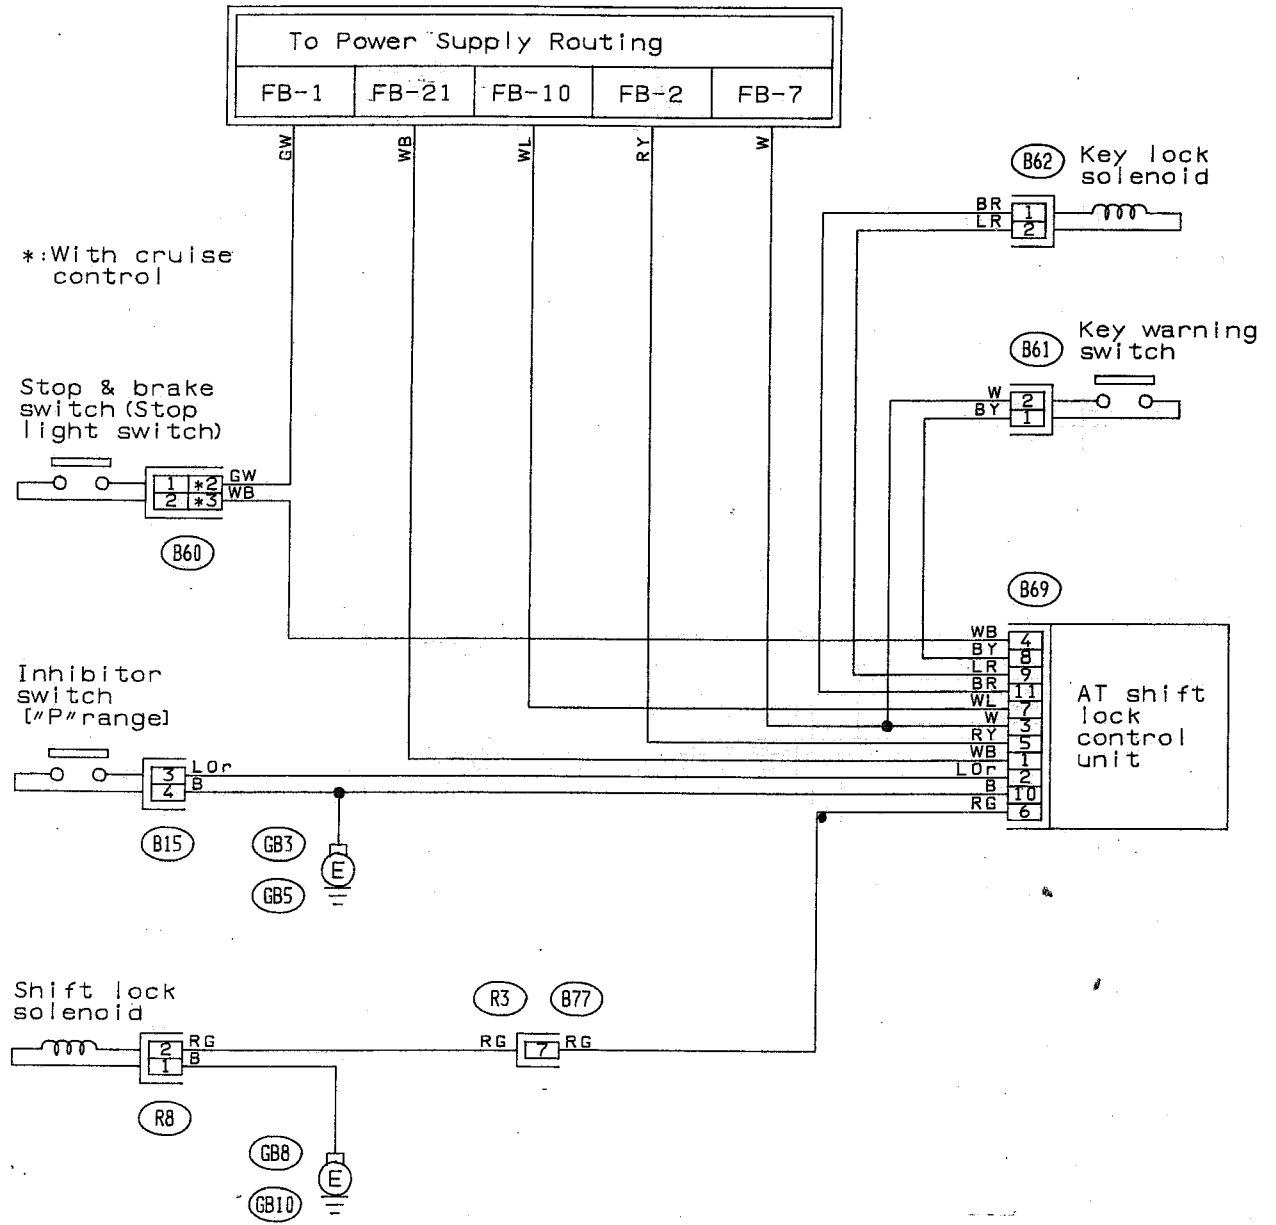 To Power Supply Routing
FB-1 FB-21 FB-10 FB-2 FB-7
GW WB WL RY W
B62 Key lock
solenoid
BR 1
LR 2
*:With cruise
control
B61 Key warning
switch
W 2
BY 1
Stop & brake
switch (Stop
light switch)
1 *2 GW
2 *3 WB
B60
B69
WB 4
BY 8
LR 9
BR 11
WL 7
W 3
RY 5
WB 1
LOr 2
B 10
RG 6
AT shift
lock
control
unit
Inhibitor
switch
["P"range]
3 LOr
4 B
B15
GB3
E
GB5
Shift lock
solenoid
R3 B77
2 RG
1 B
RG 7 RG
R8
GB8
E
GB10